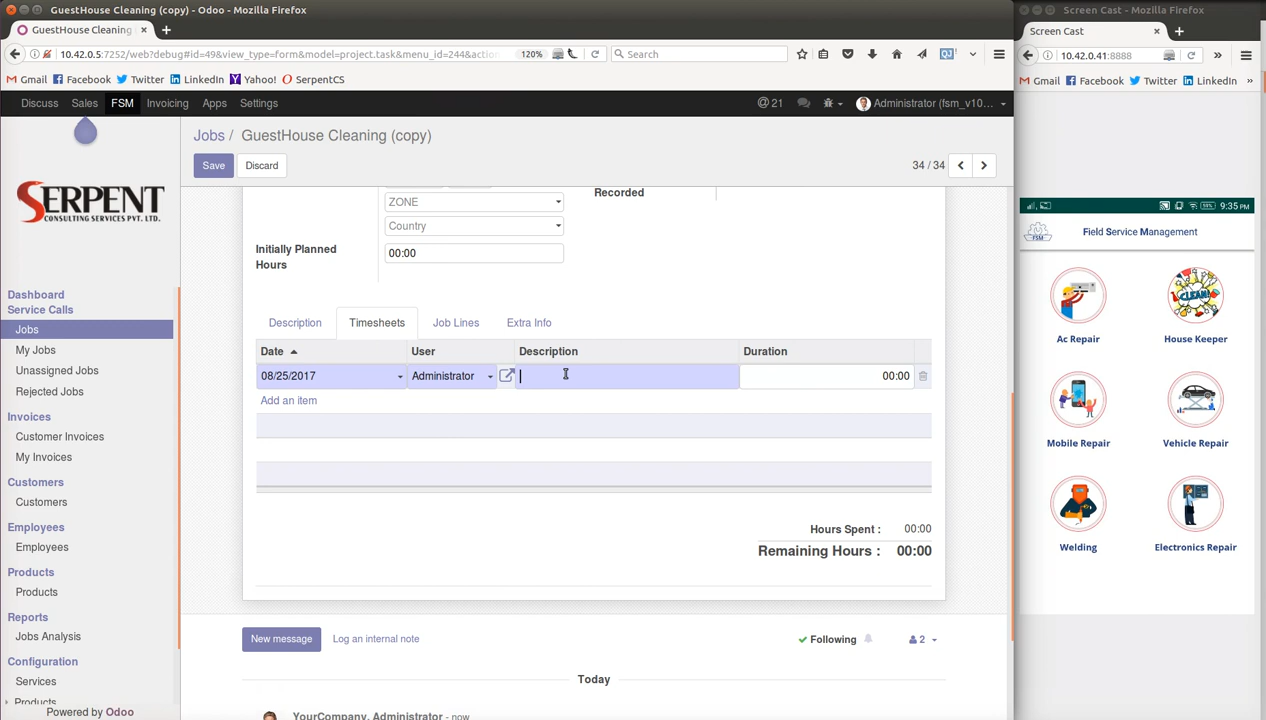 GuestHouse Cleaning (copy) - Odoo - Mozilla Firefox
GuestHouse Cleaning
10.42.0.5:7252/web?debug#id=49&view_type=form&model=project.task&menu_id=244&actio
120%
Search
Gmail Facebook Twitter LinkedIn Yahoo! SerpentCS
Discuss Sales FSM Invoicing Apps Settings
@ 21
Administrator (fsm_v10...
SERPENT
CONSULTING SERVICES PVT. LTD.
Dashboard
Service Calls
Jobs
My Jobs
Unassigned Jobs
Rejected Jobs
Invoices
Customer Invoices
My Invoices
Customers
Customers
Employees
Employees
Products
Products
Reports
Jobs Analysis
Configuration
Services
Products
Powered by Odoo
Jobs / GuestHouse Cleaning (copy)
Save Discard
34 / 34
ZONE
Recorded
Country
Initially Planned
Hours
00:00
Description Timesheets Job Lines Extra Info
Date User Description Duration
08/25/2017 Administrator 00:00
Add an item
Hours Spent : 00:00
Remaining Hours : 00:00
New message Log an internal note
Following 2
Today
YourCompany, Administrator - now
Screen Cast - Mozilla Firefox
Screen Cast
10.42.0.41:8888
Gmail Facebook Twitter LinkedIn
9:35 PM
FSM
Field Service Management
CLEAN!
Ac Repair House Keeper
Mobile Repair Vehicle Repair
Welding Electronics Repair